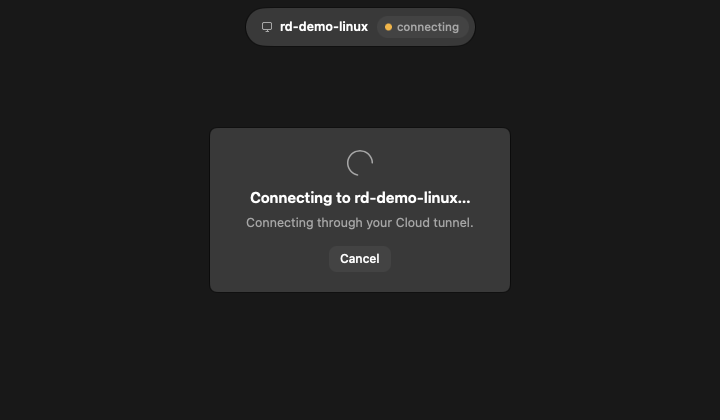 rd-demo-linux connecting
Connecting to rd-demo-linux...
Connecting through your Cloud tunnel.
Cancel